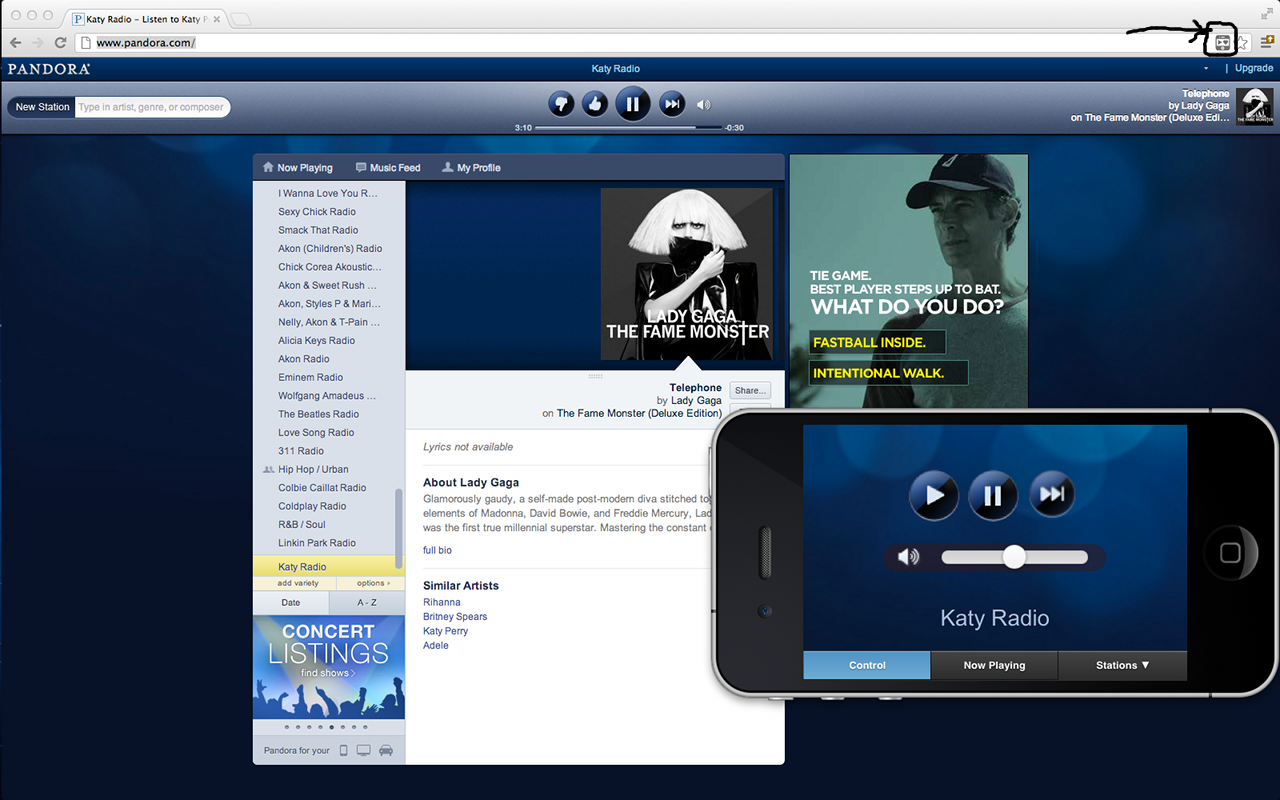 Katy Radio – Listen to Katy P
www.pandora.com/
PANDORA
Katy Radio
| Upgrade
New Station
Type in artist, genre, or composer
3:10
-0:30
Telephone
by Lady Gaga
on The Fame Monster (Deluxe Edi...
LADY GAGA
THE FAME MONSTER
Now Playing
Music Feed
My Profile
I Wanna Love You R...
Sexy Chick Radio
Smack That Radio
Akon (Children's) Radio
Chick Corea Akoustic...
Akon & Sweet Rush ...
Akon, Styles P & Mari...
Nelly, Akon & T-Pain ...
Alicia Keys Radio
Akon Radio
Eminem Radio
Wolfgang Amadeus ...
The Beatles Radio
Love Song Radio
311 Radio
Hip Hop / Urban
Colbie Caillat Radio
Coldplay Radio
R&B / Soul
Linkin Park Radio
Katy Radio
add variety
options
Date
A - Z
CONCERT
LISTINGS
find shows
Pandora for your
Telephone
by Lady Gaga
on The Fame Monster (Deluxe Edition)
Share...
Lyrics not available
About Lady Gaga
Glamorously gaudy, a self-made post-modern diva stitched to
elements of Madonna, David Bowie, and Freddie Mercury, Lad
was the first true millennial superstar. Mastering the constant
full bio
Similar Artists
Rihanna
Britney Spears
Katy Perry
Adele
TIE GAME.
BEST PLAYER STEPS UP TO BAT.
WHAT DO YOU DO?
FASTBALL INSIDE.
INTENTIONAL WALK.
Katy Radio
Control
Now Playing
Stations ▼